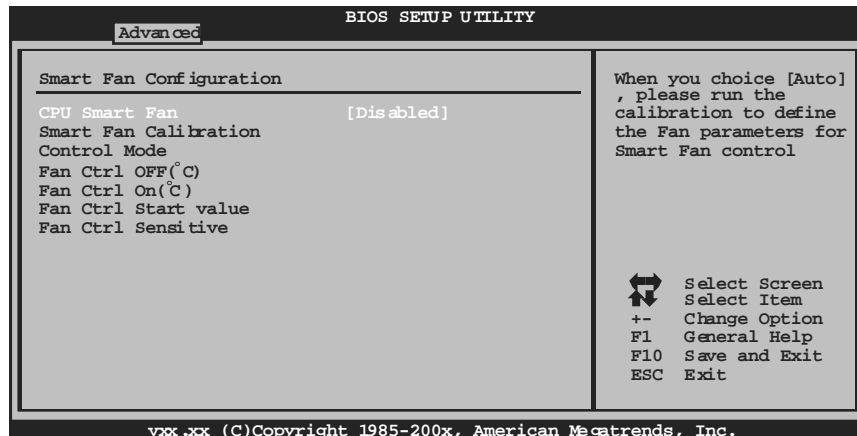 BIOS SETUP UTILITY
Advanced
Smart Fan Configuration
CPU Smart Fan [Disabled]
Smart Fan Calibration
Control Mode
Fan Ctrl OFF(°C)
Fan Ctrl On(°C)
Fan Ctrl Start value
Fan Ctrl Sensitive
When you choice [Auto]
, please run the
calibration to define
the Fan parameters for
Smart Fan control
Select Screen
Select Item
+- Change Option
F1 General Help
F10 Save and Exit
ESC Exit
vxx.xx (C)Copyright 1985-200x, American Megatrends, Inc.